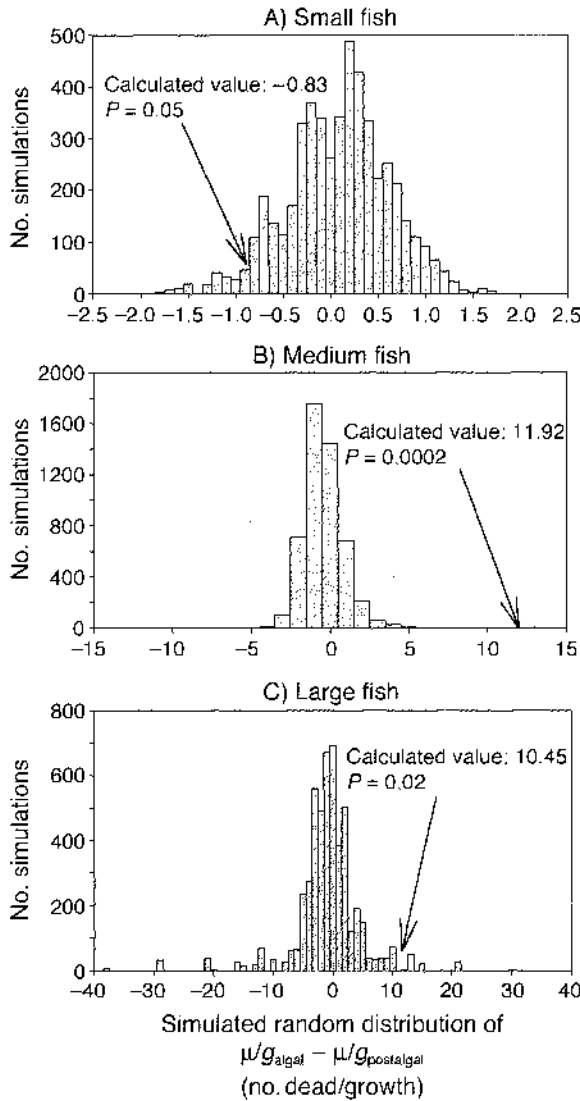 A) Small fish
500
400
300
200
100
0
No. simulations
Calculated value: −0.83
P = 0.05
−2.5 −2.0 −1.5 −1.0 −0.5 0.0 0.5 1.0 1.5 2.0 2.5
B) Medium fish
2000
1600
1200
800
400
0
No. simulations
Calculated value: 11.92
P = 0.0002
−15 −10 −5 0 5 10 15
C) Large fish
800
600
400
200
0
No. simulations
Calculated value: 10.45
P = 0.02
−40 −30 −20 −10 0 10 20 30 40
Simulated random distribution of
μ/galgal − μ/gpostalgal
(no. dead/growth)